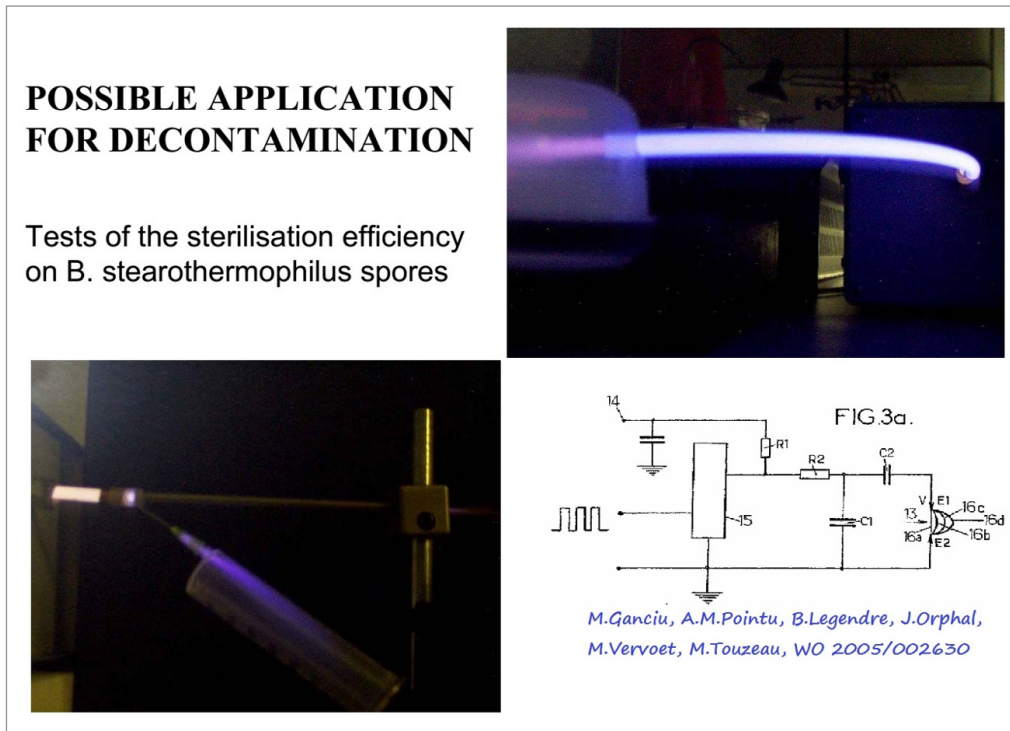 POSSIBLE APPLICATION
FOR DECONTAMINATION
Tests of the sterilisation efficiency
on B. stearothermophilus spores
14
FIG.3a.
R1
R2
C2
15
C1
V
E1
16c
13
16d
16a
16b
E2
M.Ganciu, A.M.Pointu, B.Legendre, J.Orphal,
M.Vervoet, M.Touzeau, WO 2005/002630